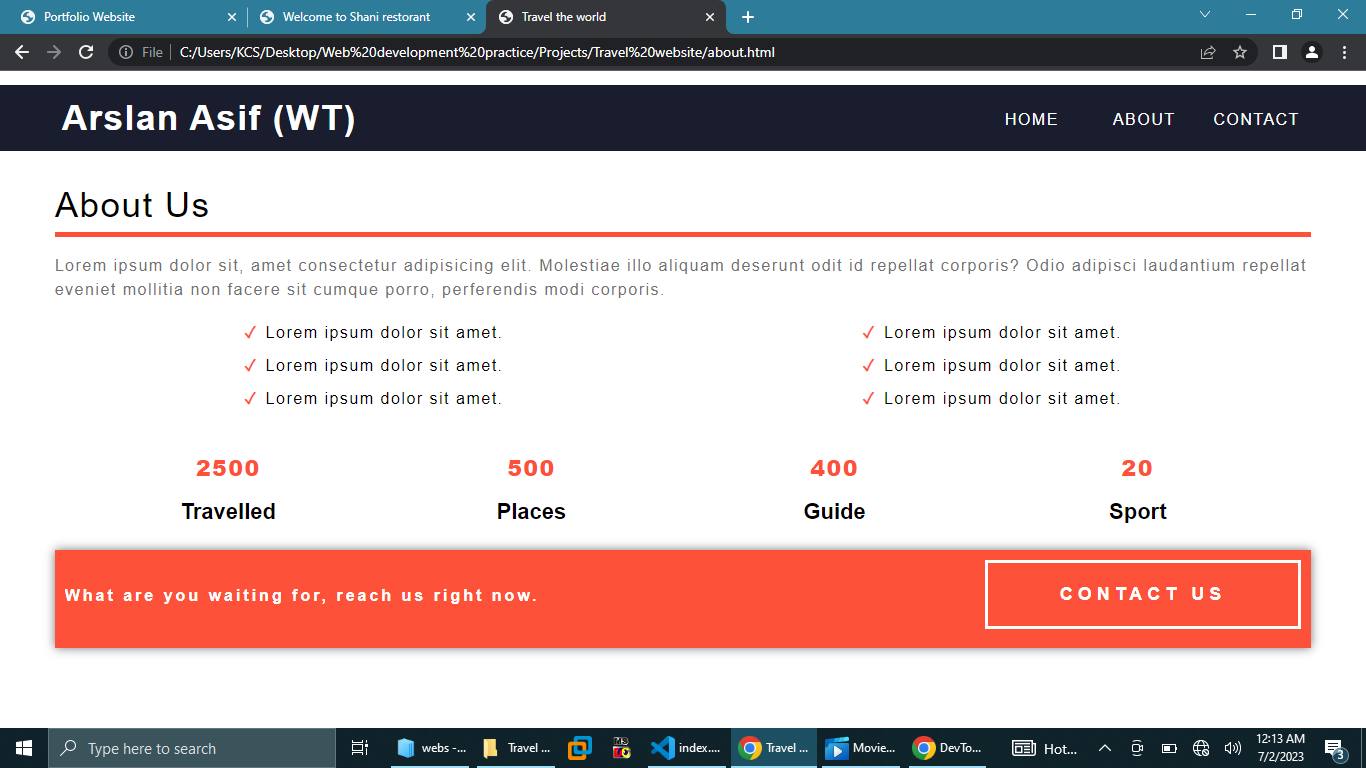 Portfolio Website
Welcome to Shani restorant
Travel the world
File
C:/Users/KCS/Desktop/Web%20development%20practice/Projects/Travel%20website/about.html
Arslan Asif (WT)
HOME ABOUT CONTACT
About Us
Lorem ipsum dolor sit, amet consectetur adipisicing elit. Molestiae illo aliquam deserunt odit id repellat corporis? Odio adipisci laudantium repellat
eveniet mollitia non facere sit cumque porro, perferendis modi corporis.
✓ Lorem ipsum dolor sit amet. ✓ Lorem ipsum dolor sit amet.
✓ Lorem ipsum dolor sit amet. ✓ Lorem ipsum dolor sit amet.
✓ Lorem ipsum dolor sit amet. ✓ Lorem ipsum dolor sit amet.
2500 500 400 20
Travelled Places Guide Sport
What are you waiting for, reach us right now. CONTACT US
Type here to search
webs -...
Travel ...
index....
Travel ...
Movie...
DevTo...
Hot...
12:13 AM
7/2/2023
3